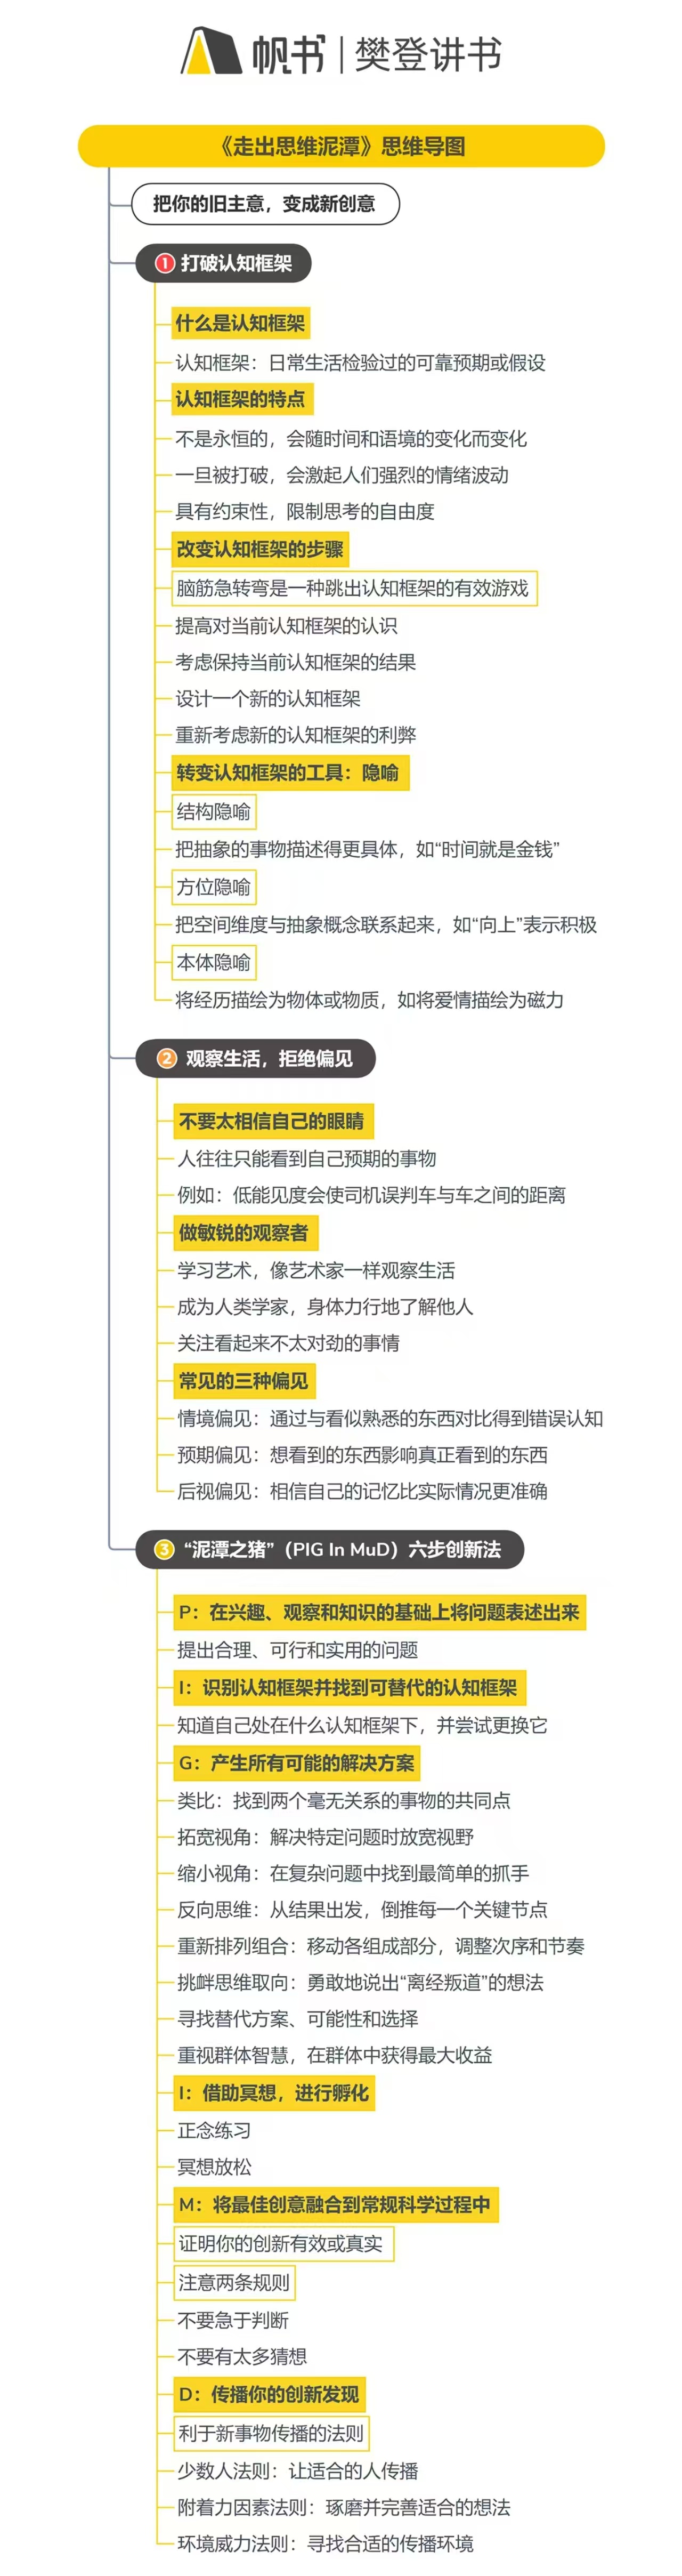 帆书|樊登讲书
《走出思维泥潭》思维导图
把你的旧主意，变成新创意
1 打破认知框架
什么是认知框架
认知框架：日常生活检验过的可靠预期或假设
认知框架的特点
不是永恒的，会随时间和语境的变化而变化
一旦被打破，会激起人们强烈的情绪波动
具有约束性，限制思考的自由度
改变认知框架的步骤
脑筋急转弯是一种跳出认知框架的有效游戏
提高对当前认知框架的认识
考虑保持当前认知框架的结果
设计一个新的认知框架
重新考虑新的认知框架的利弊
转变认知框架的工具：隐喻
结构隐喻
把抽象的事物描述得更具体，如“时间就是金钱”
方位隐喻
把空间维度与抽象概念联系起来，如“向上”表示积极
本体隐喻
将经历描绘为物体或物质，如将爱情描绘为磁力
2 观察生活，拒绝偏见
不要太相信自己的眼睛
人往往只能看到自己预期的事物
例如：低能见度会使司机误判车与车之间的距离
做敏锐的观察者
学习艺术，像艺术家一样观察生活
成为人类学家，身体力行地了解他人
关注看起来不太对劲的事情
常见的三种偏见
情境偏见：通过与看似熟悉的东西对比得到错误认知
预期偏见：想看到的东西影响真正看到的东西
后视偏见：相信自己的记忆比实际情况更准确
3 “泥潭之猪”（PIG In MuD）六步创新法
P：在兴趣、观察和知识的基础上将问题表述出来
提出合理、可行和实用的问题
I：识别认知框架并找到可替代的认知框架
知道自己处在什么认知框架下，并尝试更换它
G：产生所有可能的解决方案
类比：找到两个毫无关系的事物的共同点
拓宽视角：解决特定问题时放宽视野
缩小视角：在复杂问题中找到最简单的抓手
反向思维：从结果出发，倒推每一个关键节点
重新排列组合：移动各组成部分，调整次序和节奏
挑衅思维取向：勇敢地说出“离经叛道”的想法
寻找替代方案、可能性和选择
重视群体智慧，在群体中获得最大收益
I：借助冥想，进行孵化
正念练习
冥想放松
M：将最佳创意融合到常规科学过程中
证明你的创新有效或真实
注意两条规则
不要急于判断
不要有太多猜想
D：传播你的创新发现
利于新事物传播的法则
少数人法则：让适合的人传播
附着力因素法则：琢磨并完善适合的想法
环境威力法则：寻找合适的传播环境